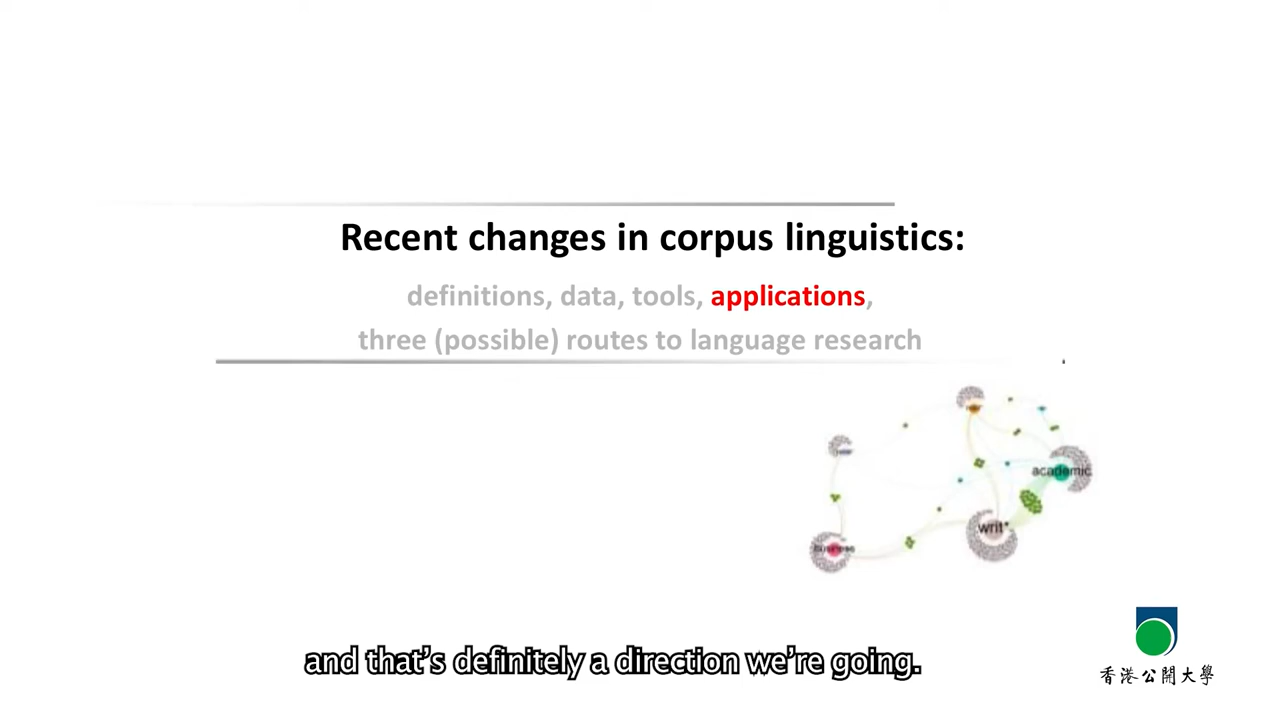 Recent changes in corpus linguistics:
definitions, data, tools, applications,
three (possible) routes to language research
academic
writ*
business
and that's definitely a direction we're going.
香港公開大學